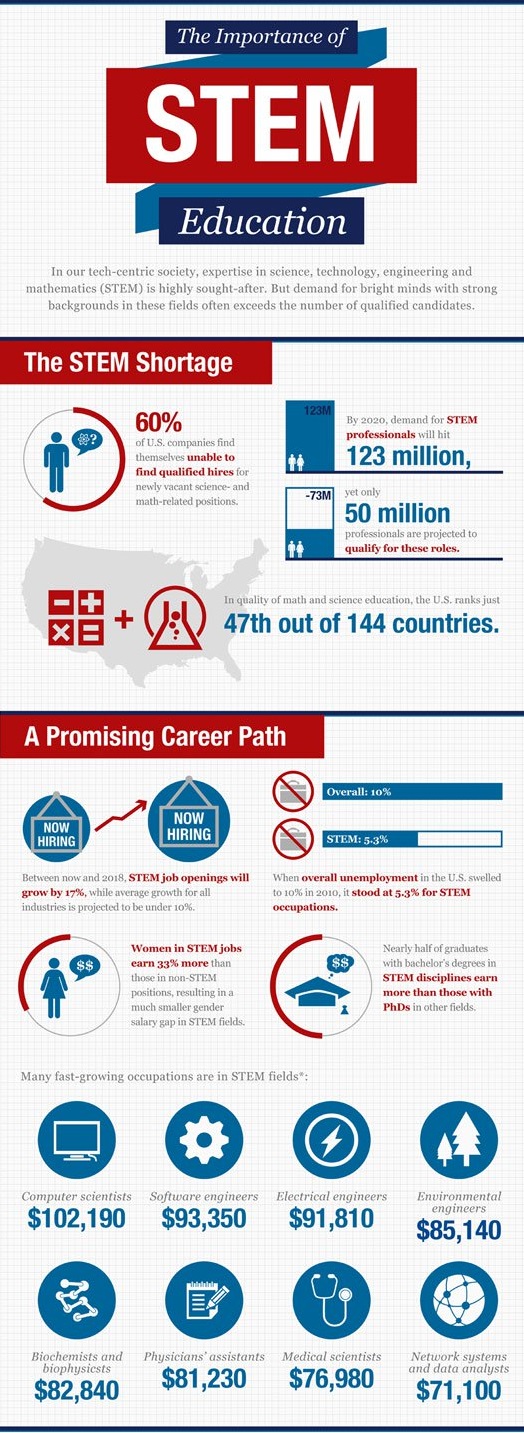 The Importance of
STEM
Education
In our tech-centric society, expertise in science, technology, engineering and
mathematics (STEM) is highly sought-after. But demand for bright minds with strong
backgrounds in these fields often exceeds the number of qualified candidates.
The STEM Shortage
?
60%
of U.S. companies find
themselves unable to
find qualified hires for
newly vacant science- and
math-related positions.
123M
By 2020, demand for STEM
professionals will hit
123 million,
-73M
yet only
50 million
professionals are projected to
qualify for these roles.
In quality of math and science education, the U.S. ranks just
47th out of 144 countries.
A Promising Career Path
NOW
HIRING
NOW
HIRING
Between now and 2018, STEM job openings will
grow by 17%, while average growth for all
industries is projected to be under 10%.
Overall: 10%
STEM: 5.3%
When overall unemployment in the U.S. swelled
to 10% in 2010, it stood at 5.3% for STEM
occupations.
$$
Women in STEM jobs
earn 33% more than
those in non-STEM
positions, resulting in a
much smaller gender
salary gap in STEM fields.
$$
Nearly half of graduates
with bachelor's degrees in
STEM disciplines earn
more than those with
PhDs in other fields.
Many fast-growing occupations are in STEM fields*:
Computer scientists
$102,190
Software engineers
$93,350
Electrical engineers
$91,810
Environmental
engineers
$85,140
Biochemists and
biophysicsts
$82,840
Physicians' assistants
$81,230
Medical scientists
$76,980
Network systems
and data analysts
$71,100